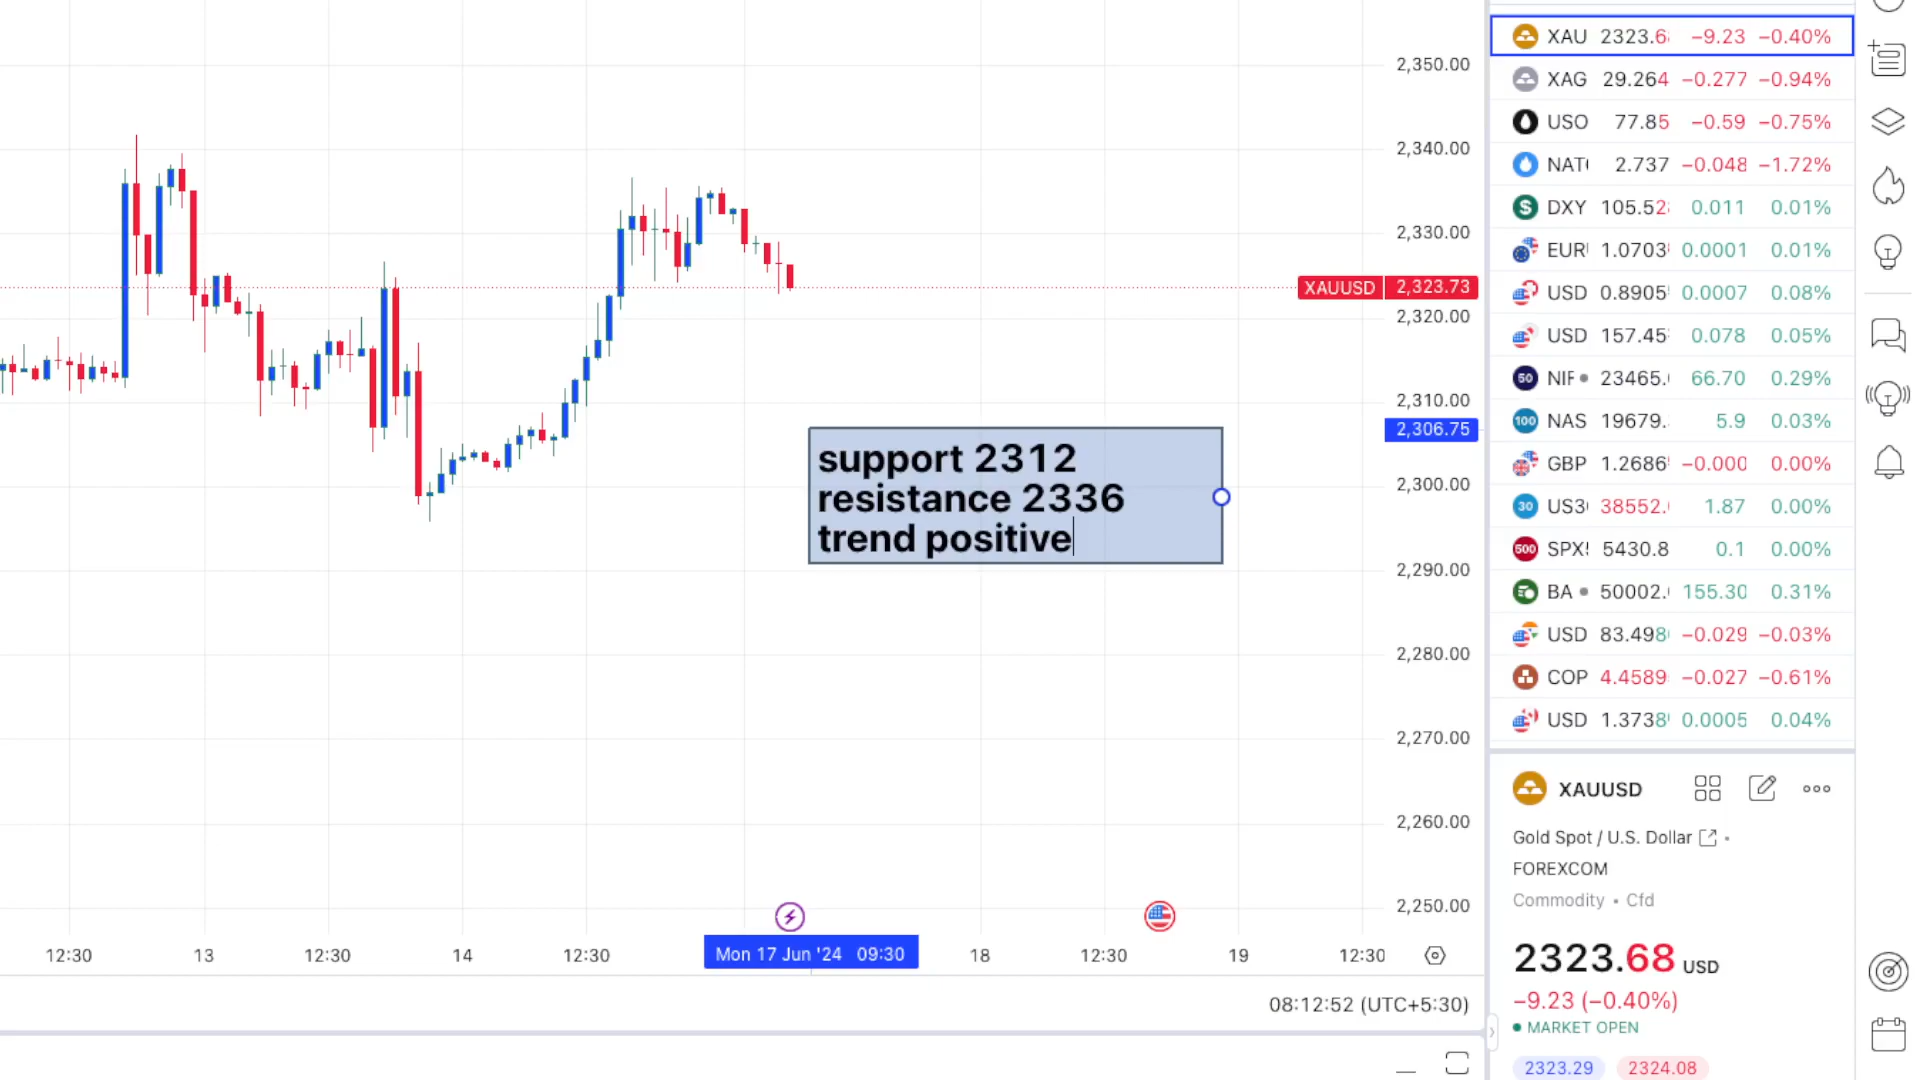 2,350.00
2,340.00
2,330.00
XAUUSD 2,323.73
2,320.00
2,310.00
2,306.75
2,300.00
2,290.00
2,280.00
2,270.00
2,260.00
2,250.00
support 2312
resistance 2336
trend positive
12:30 13 12:30 14 12:30 Mon 17 Jun '24 09:30 18 12:30 19 12:30
08:12:52 (UTC+5:30)
XAU 2323.6 −9.23 −0.40%
XAG 29.264 −0.277 −0.94%
USO 77.85 −0.59 −0.75%
NAT 2.737 −0.048 −1.72%
DXY 105.52 0.011 0.01%
EUR 1.0703 0.0001 0.01%
USD 0.8905 0.0007 0.08%
USD 157.45 0.078 0.05%
50 NIF 23465. 66.70 0.29%
100 NAS 19679. 5.9 0.03%
GBP 1.2686 −0.000 0.00%
30 US3 38552. 1.87 0.00%
500 SPX 5430.8 0.1 0.00%
BA 50002. 155.30 0.31%
USD 83.498 −0.029 −0.03%
COP 4.4589 −0.027 −0.61%
USD 1.3738 0.0005 0.04%
XAUUSD
Gold Spot / U.S. Dollar
FOREXCOM
Commodity • Cfd
2323.68 USD
−9.23 (−0.40%)
MARKET OPEN
2323.29 2324.08